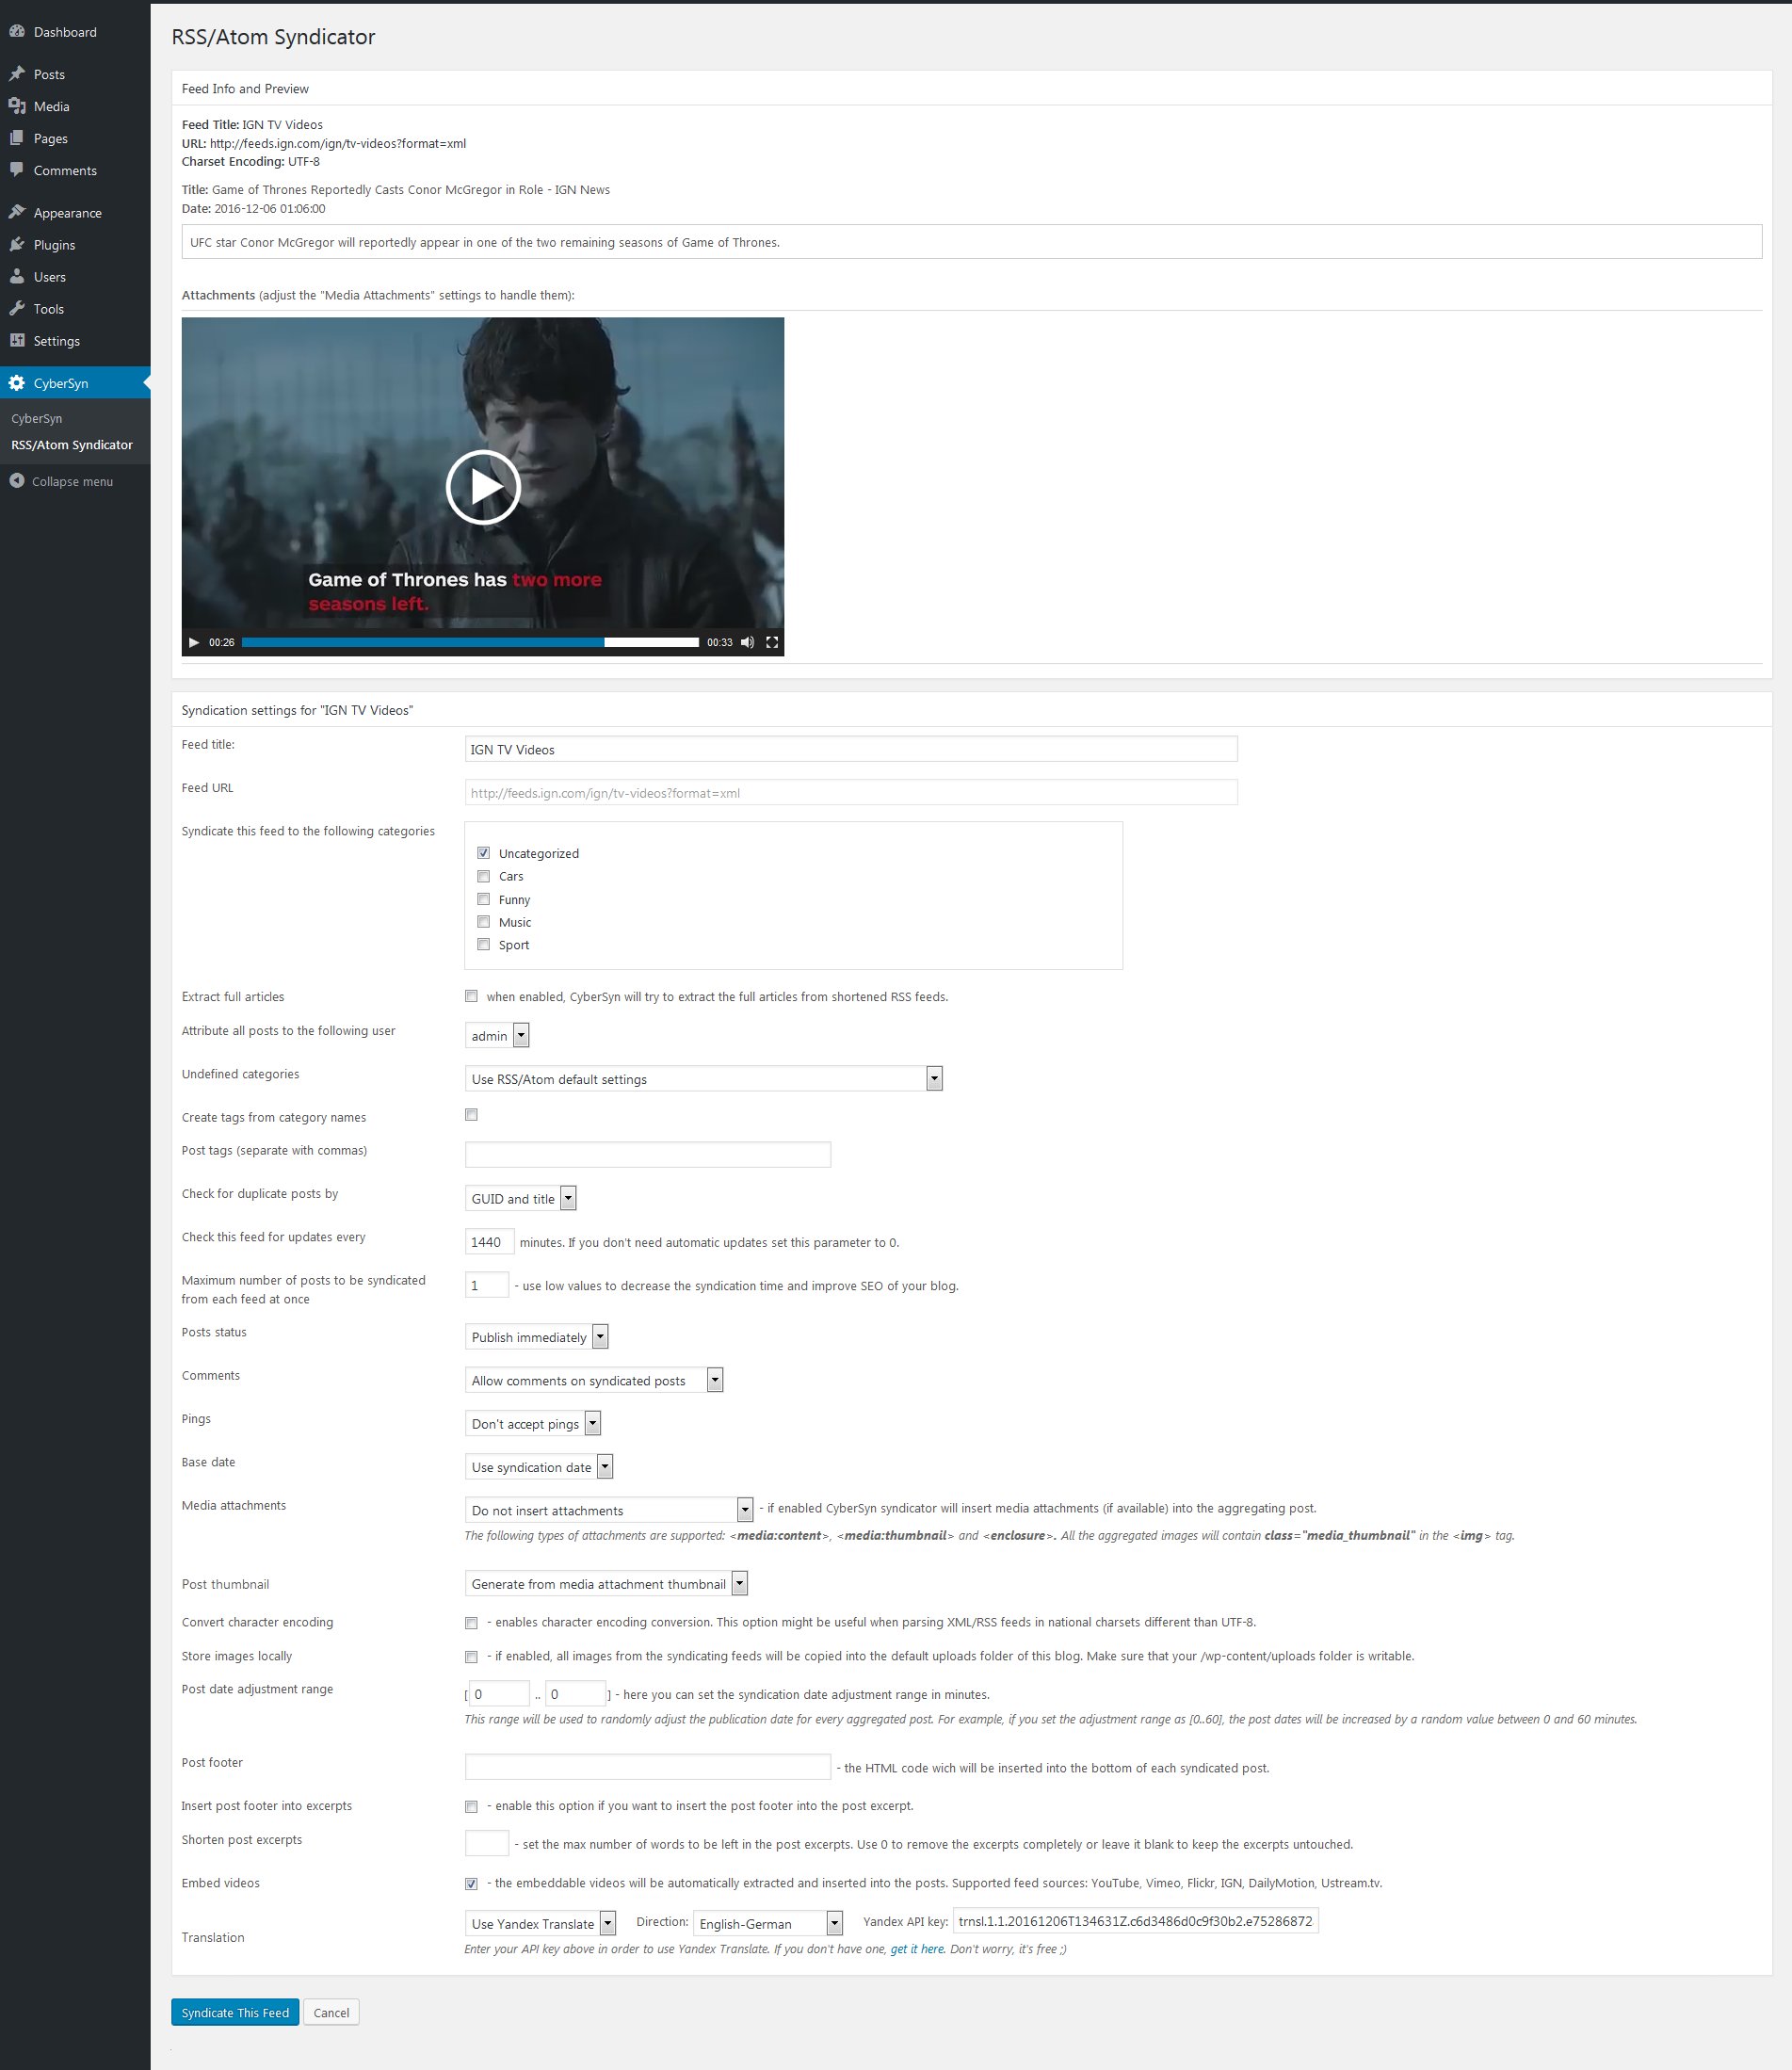 Dashboard
Posts
Media
Pages
Comments
Appearance
Plugins
Users
Tools
Settings
CyberSyn
CyberSyn
RSS/Atom Syndicator
Collapse menu
RSS/Atom Syndicator
Feed Info and Preview
Feed Title: IGN TV Videos
URL: http://feeds.ign.com/ign/tv-videos?format=xml
Charset Encoding: UTF-8
Title: Game of Thrones Reportedly Casts Conor McGregor in Role - IGN News
Date: 2016-12-06 01:06:00
UFC star Conor McGregor will reportedly appear in one of the two remaining seasons of Game of Thrones.
Attachments (adjust the "Media Attachments" settings to handle them):
Game of Thrones has two more
seasons left.
00:26 00:33
Syndication settings for "IGN TV Videos"
Feed title: IGN TV Videos
Feed URL http://feeds.ign.com/ign/tv-videos?format=xml
Syndicate this feed to the following categories
Uncategorized
Cars
Funny
Music
Sport
Extract full articles when enabled, CyberSyn will try to extract the full articles from shortened RSS feeds.
Attribute all posts to the following user admin
Undefined categories Use RSS/Atom default settings
Create tags from category names
Post tags (separate with commas)
Check for duplicate posts by GUID and title
Check this feed for updates every 1440 minutes. If you don't need automatic updates set this parameter to 0.
Maximum number of posts to be syndicated
from each feed at once 1 - use low values to decrease the syndication time and improve SEO of your blog.
Posts status Publish immediately
Comments Allow comments on syndicated posts
Pings Don't accept pings
Base date Use syndication date
Media attachments Do not insert attachments - if enabled CyberSyn syndicator will insert media attachments (if available) into the aggregating post.
The following types of attachments are supported: <media:content>, <media:thumbnail> and <enclosure>. All the aggregated images will contain class="media_thumbnail" in the <img> tag.
Post thumbnail Generate from media attachment thumbnail
Convert character encoding - enables character encoding conversion. This option might be useful when parsing XML/RSS feeds in national charsets different than UTF-8.
Store images locally - if enabled, all images from the syndicating feeds will be copied into the default uploads folder of this blog. Make sure that your /wp-content/uploads folder is writable.
Post date adjustment range [ 0 .. 0 ] - here you can set the syndication date adjustment range in minutes.
This range will be used to randomly adjust the publication date for every aggregated post. For example, if you set the adjustment range as [0..60], the post dates will be increased by a random value between 0 and 60 minutes.
Post footer - the HTML code wich will be inserted into the bottom of each syndicated post.
Insert post footer into excerpts - enable this option if you want to insert the post footer into the post excerpt.
Shorten post excerpts - set the max number of words to be left in the post excerpts. Use 0 to remove the excerpts completely or leave it blank to keep the excerpts untouched.
Embed videos - the embeddable videos will be automatically extracted and inserted into the posts. Supported feed sources: YouTube, Vimeo, Flickr, IGN, DailyMotion, Ustream.tv.
Translation Use Yandex Translate Direction: English-German Yandex API key: trnsl.1.1.20161206T134631Z.c6d3486d0c9f30b2.e75286872
Enter your API key above in order to use Yandex Translate. If you don't have one, get it here. Don't worry, it's free ;)
Syndicate This Feed Cancel